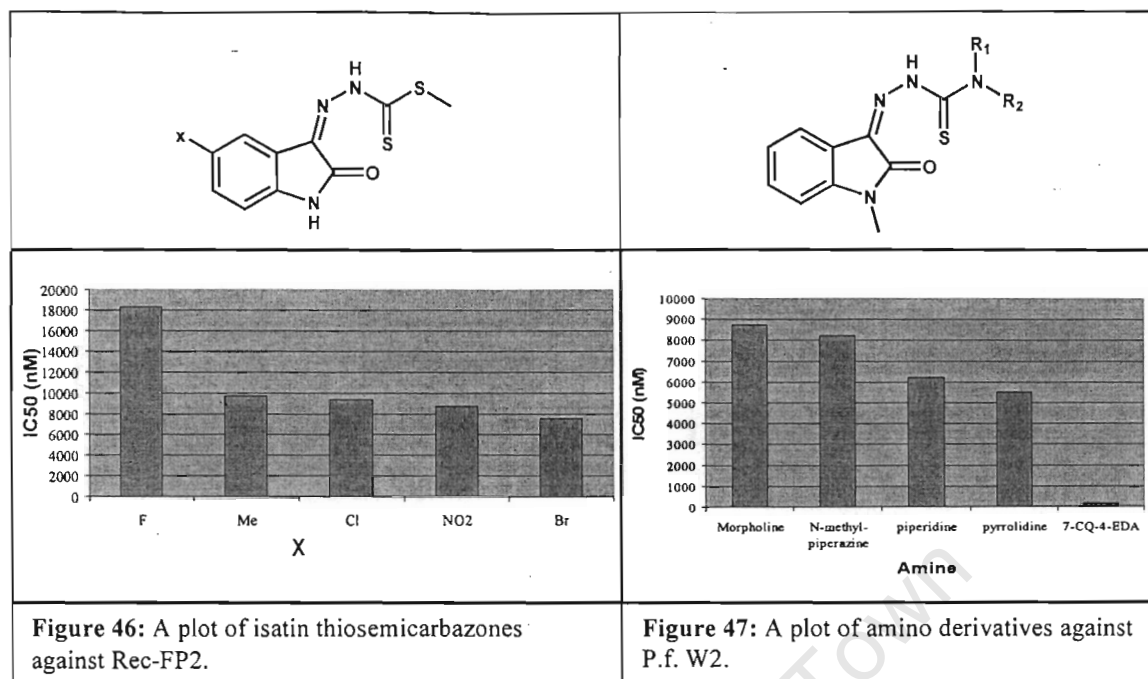 H
N
N
S
S
X
O
N
H
R1
H
N
N
N
R2
S
O
N
20000
18000
16000
14000
12000
10000
8000
6000
4000
2000
0
IC50 (nM)
F Me Cl NO2 Br
X
10000
9000
8000
7000
6000
5000
4000
3000
2000
1000
0
IC50 (nM)
Morpholine N-methyl-piperazine piperidine pyrrolidine 7-CQ-4-EDA
Amine
Figure 46: A plot of isatin thiosemicarbazones
against Rec-FP2.
Figure 47: A plot of amino derivatives against
P.f. W2.
Town